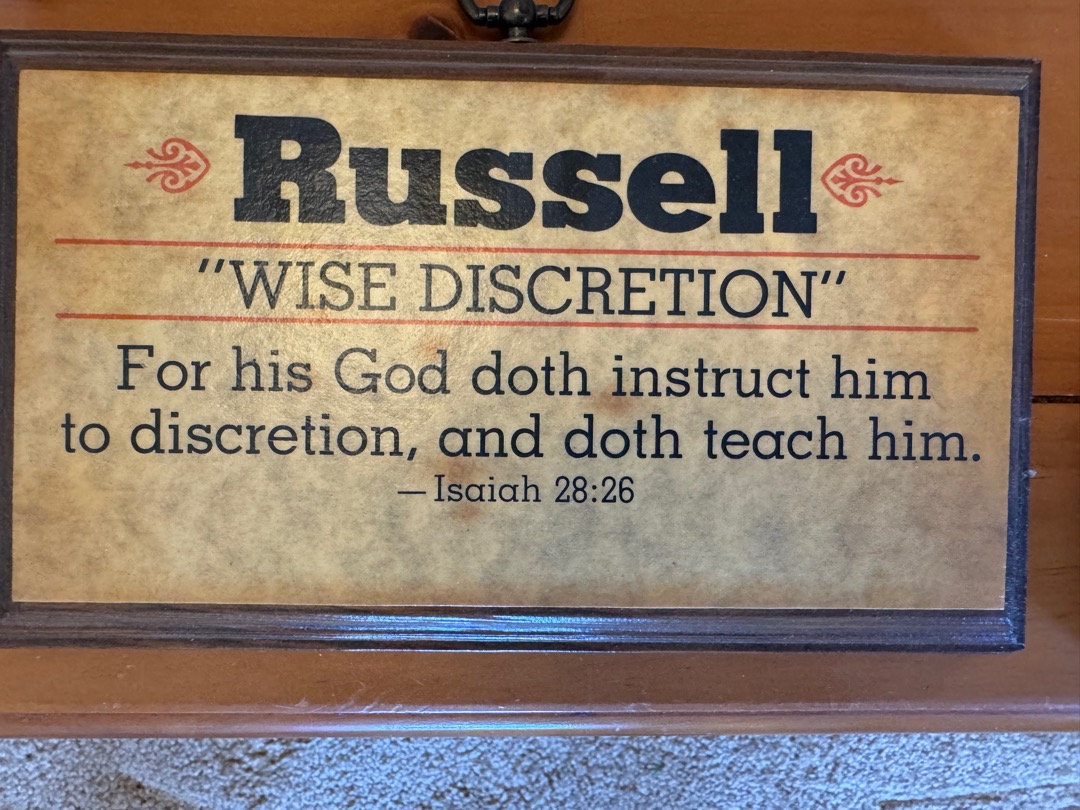 Russell
"WISE DISCRETION"
For his God doth instruct him
to discretion, and doth teach him.
— Isaiah 28:26